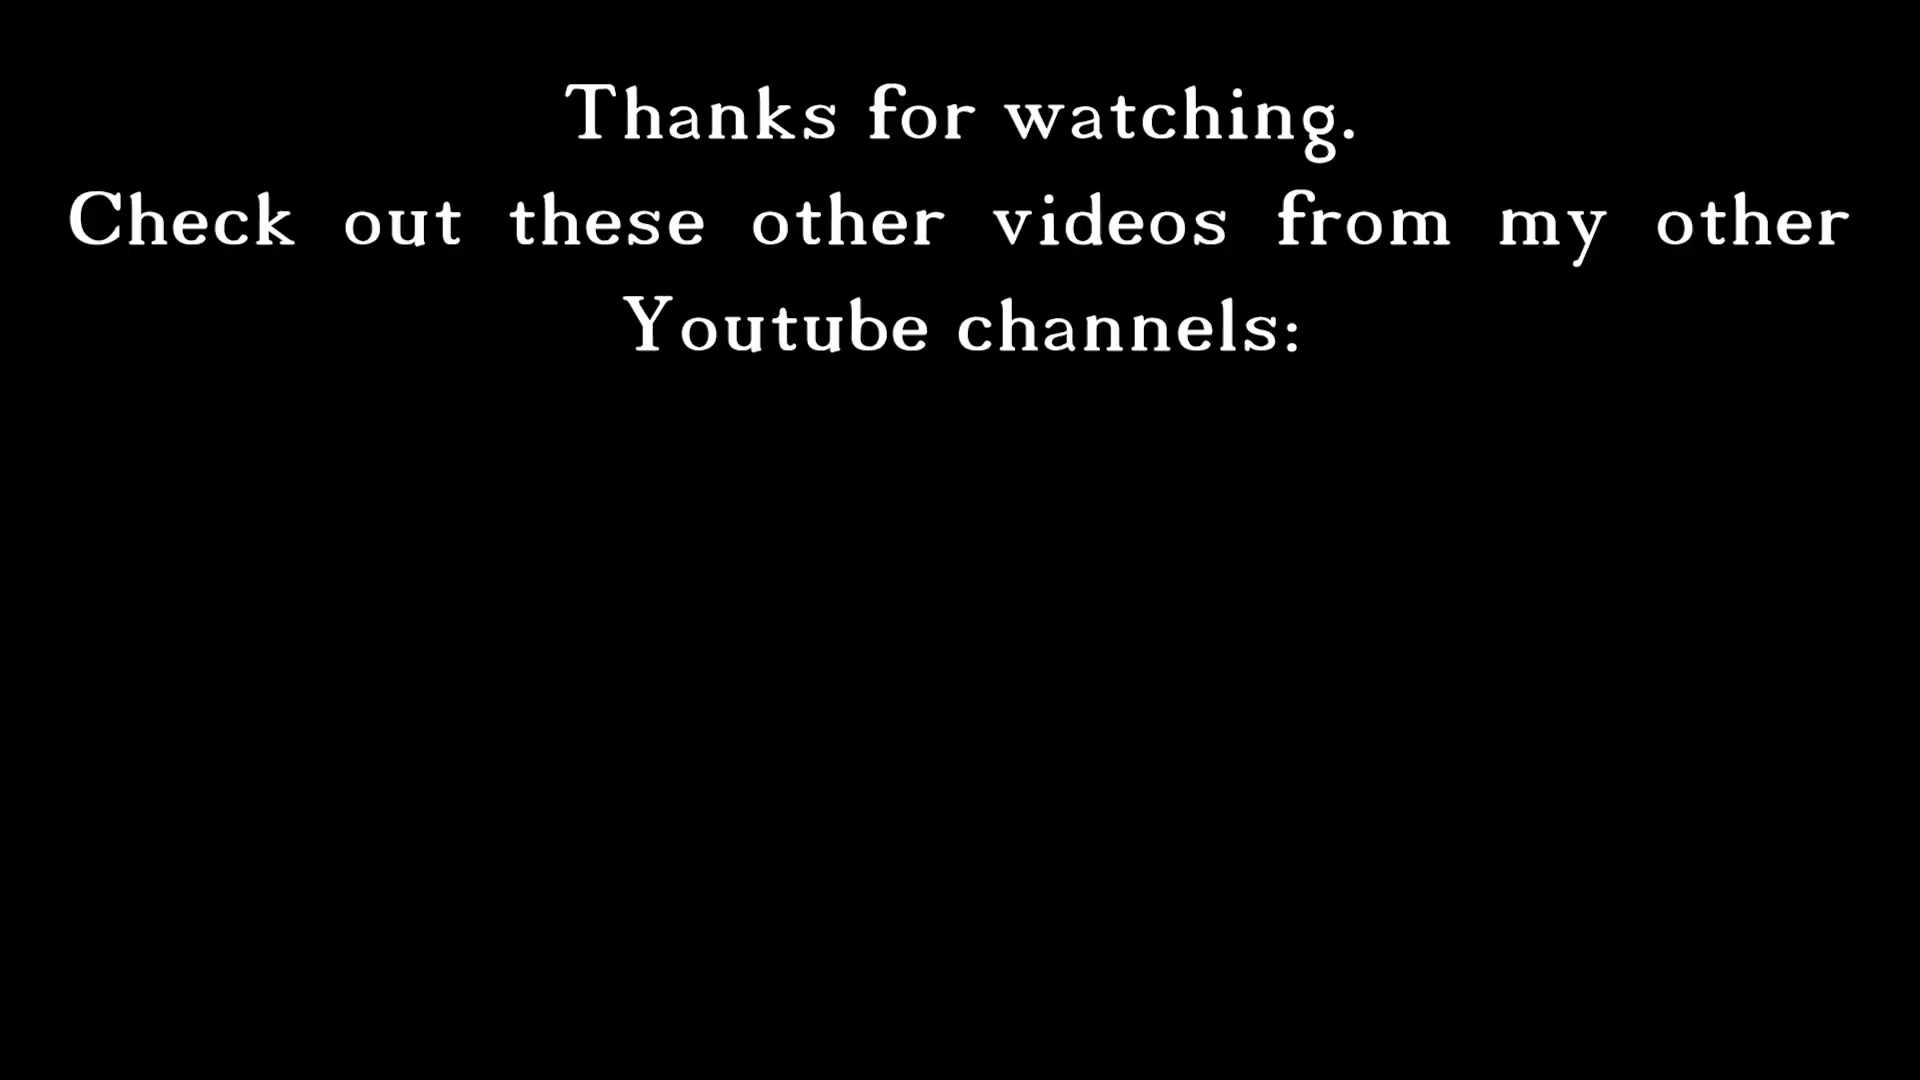 Thanks for watching.
Check out these other videos from my other
Youtube channels: